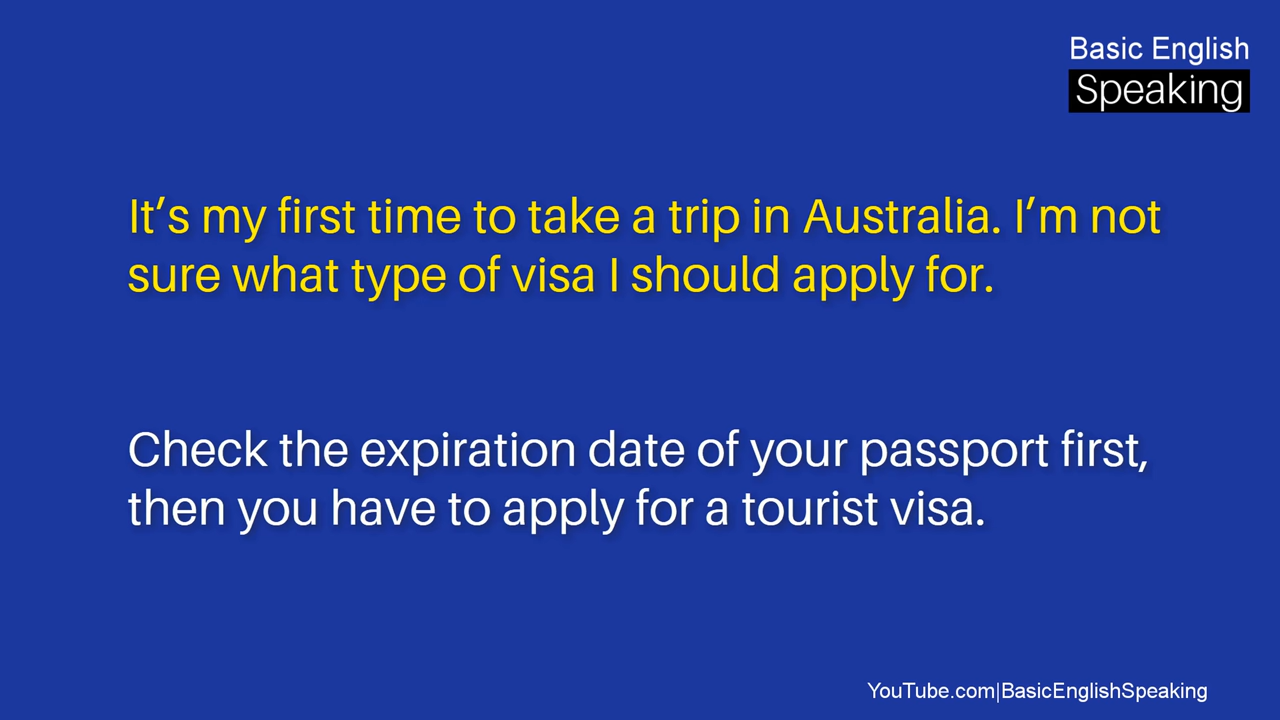 Basic English
Speaking
It’s my first time to take a trip in Australia. I’m not
sure what type of visa I should apply for.
Check the expiration date of your passport first,
then you have to apply for a tourist visa.
YouTube.com|BasicEnglishSpeaking